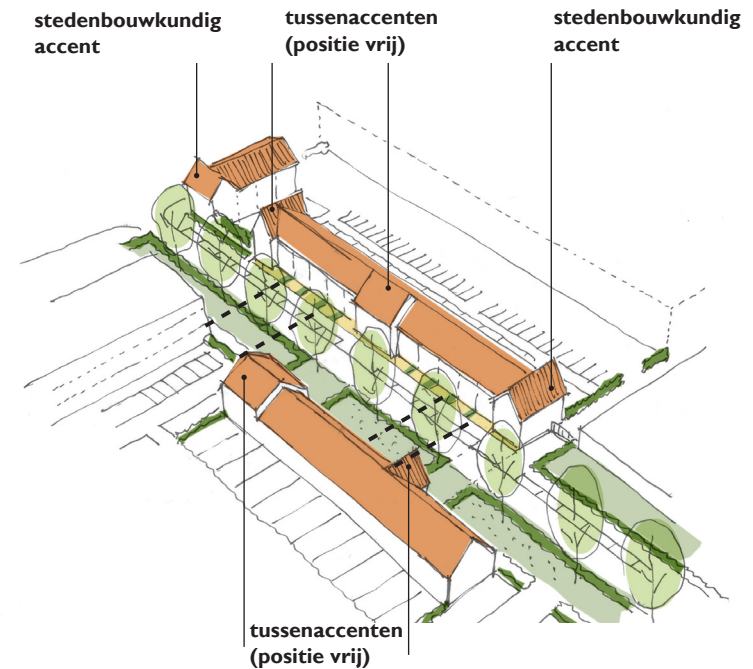 stedenbouwkundig
accent
tussenaccenten
(positie vrij)
stedenbouwkundig
accent
tussenaccenten
(positie vrij)